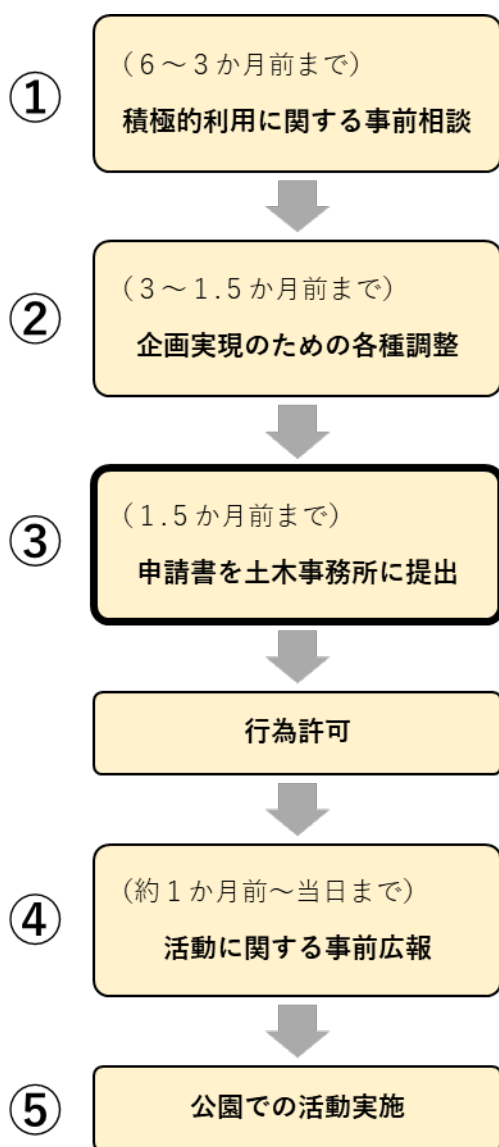 ①
（6～3か月前まで）
積極的利用に関する事前相談
②
（3～1.5か月前まで）
企画実現のための各種調整
③
（1.5か月前まで）
申請書を土木事務所に提出
行為許可
④
（約1か月前～当日まで）
活動に関する事前広報
⑤
公園での活動実施